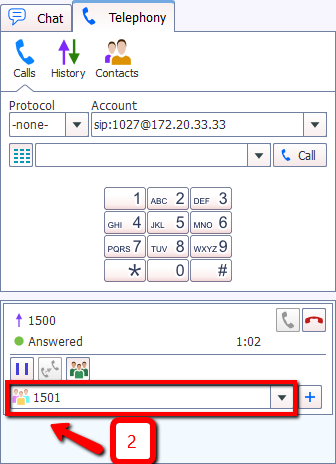 Chat Telephony
Calls History Contacts
Protocol Account
-none- sip:1027@172.20.33.33
Call
1 ABC 2 DEF 3
GHI 4 JKL 5 MNO 6
PQRS 7 TUV 8 WXYZ 9
* 0 #
1500
Answered 1:02
1501 +
2